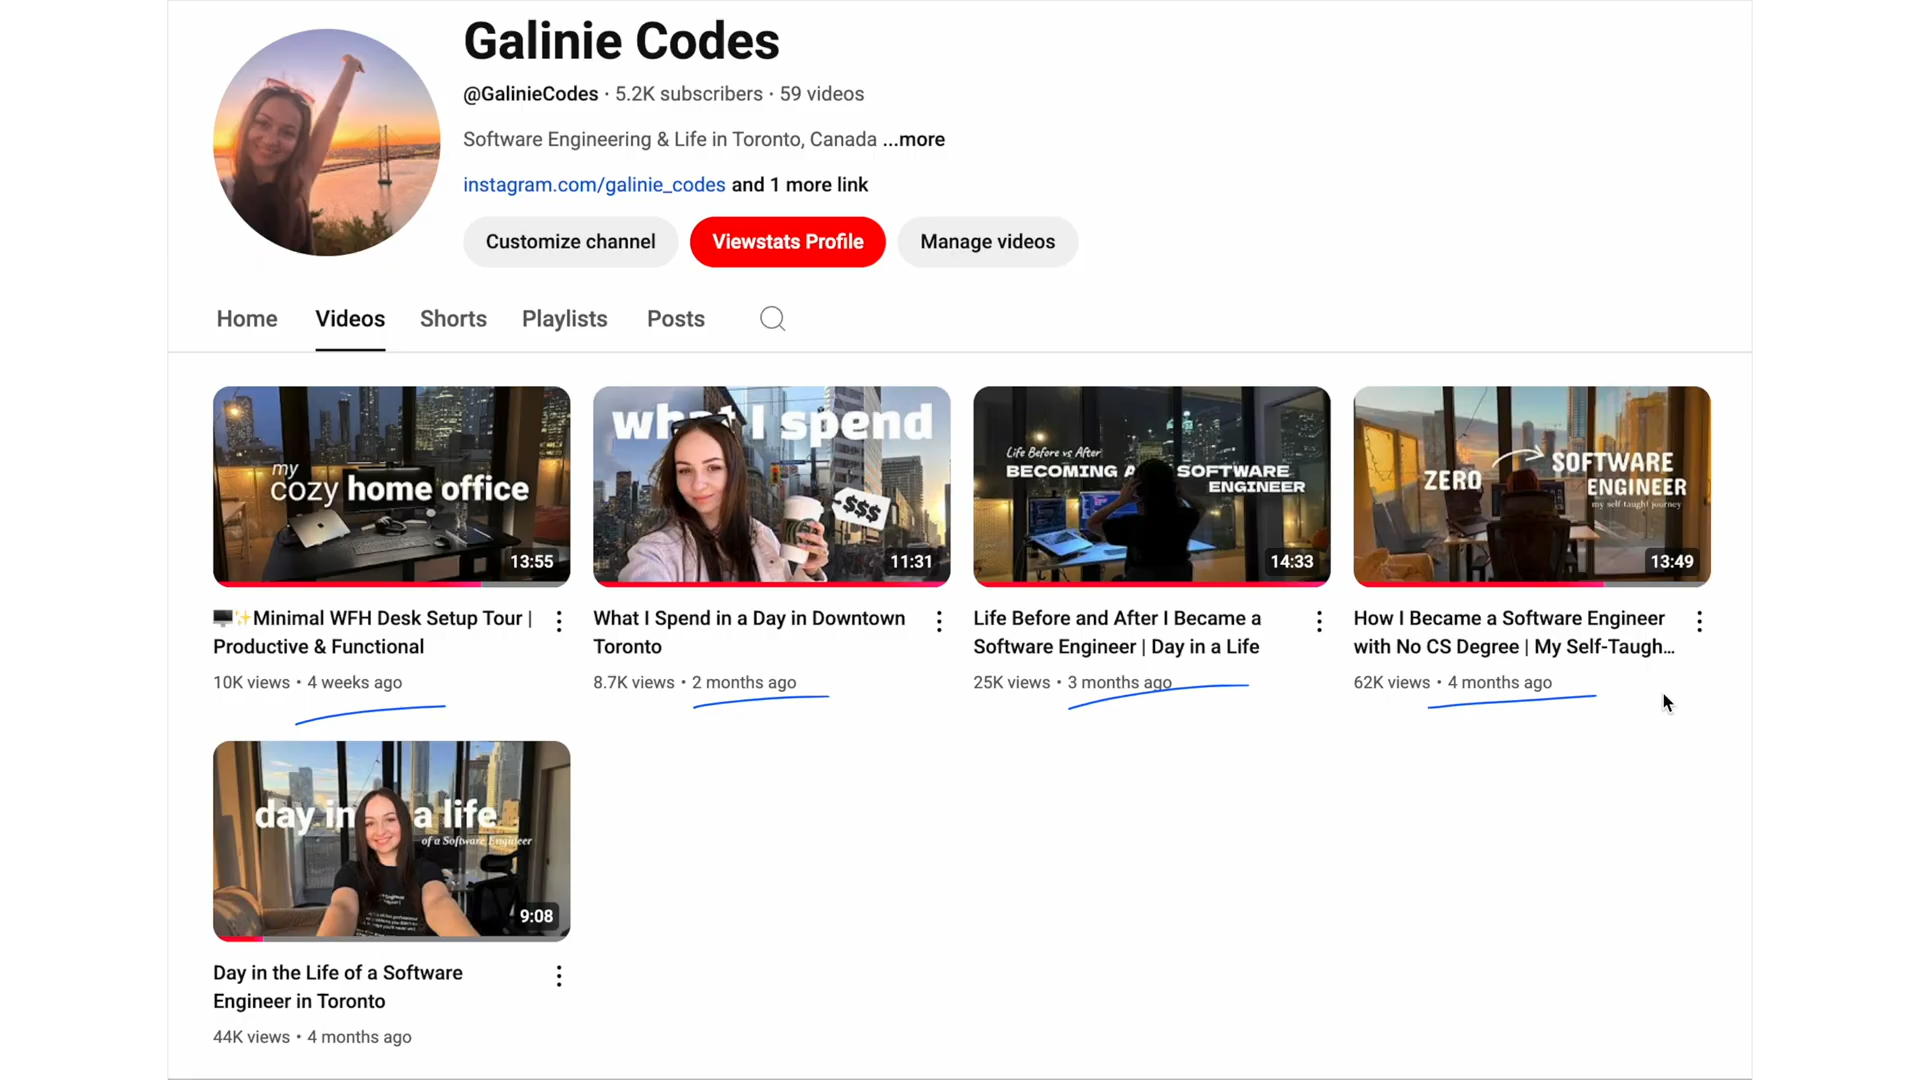 Galinie Codes
@GalinieCodes · 5.2K subscribers · 59 videos
Software Engineering & Life in Toronto, Canada ...more
instagram.com/galinie_codes and 1 more link
Customize channel
Viewstats Profile
Manage videos
Home
Videos
Shorts
Playlists
Posts
my
cozy home office
13:55
what I spend
$$$
11:31
Life Before vs After
BECOMING A SOFTWARE
ENGINEER
14:33
ZERO
SOFTWARE
ENGINEER
my self-taught journey
13:49
Minimal WFH Desk Setup Tour |
Productive & Functional
10K views • 4 weeks ago
What I Spend in a Day in Downtown
Toronto
8.7K views • 2 months ago
Life Before and After I Became a
Software Engineer | Day in a Life
25K views • 3 months ago
How I Became a Software Engineer
with No CS Degree | My Self-Taugh...
62K views • 4 months ago
day in a life
of a Software Engineer
9:08
Day in the Life of a Software
Engineer in Toronto
44K views • 4 months ago